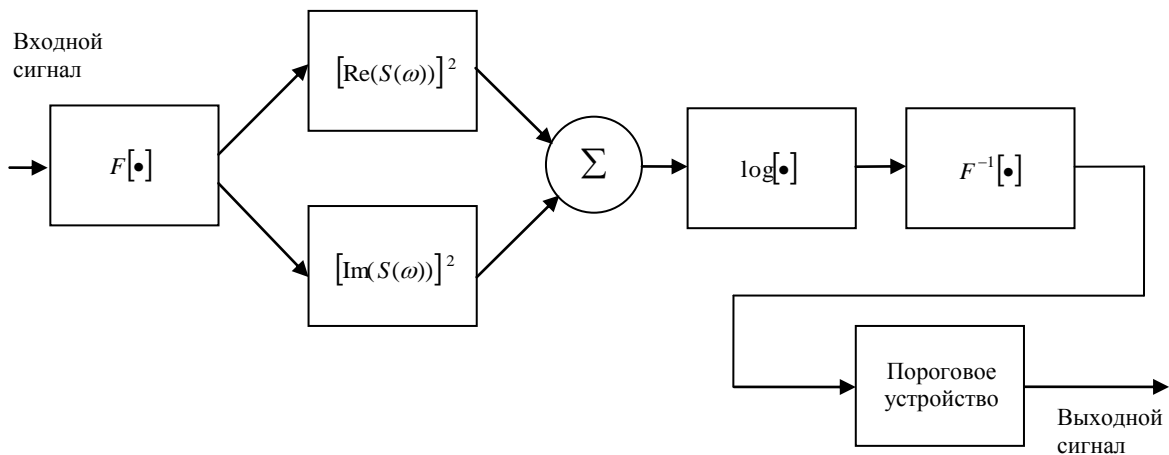 Входной
сигнал
F[•]
[Re(S(ω))]²
[Im(S(ω))]²
Σ
log[•]
F⁻¹[•]
Пороговое
устройство
Выходной
сигнал